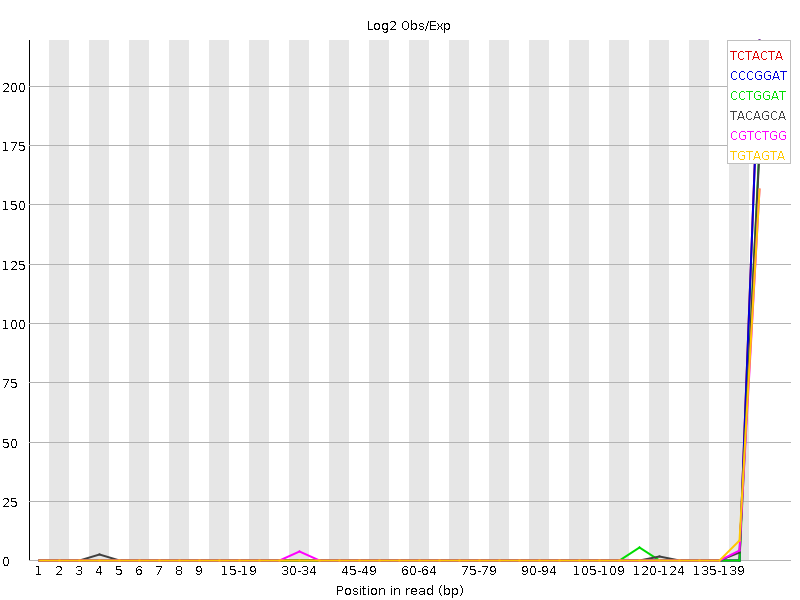 Log2 Obs/Exp
TCTACTA
CCCGGAT
CCTGGAT
TACAGCA
CGTCTGG
TGTAGTA
200
175
150
125
100
75
50
25
0
1 2 3 4 5 6 7 8 9 15-19 30-34 45-49 60-64 75-79 90-94 105-109 120-124 135-139
Position in read (bp)